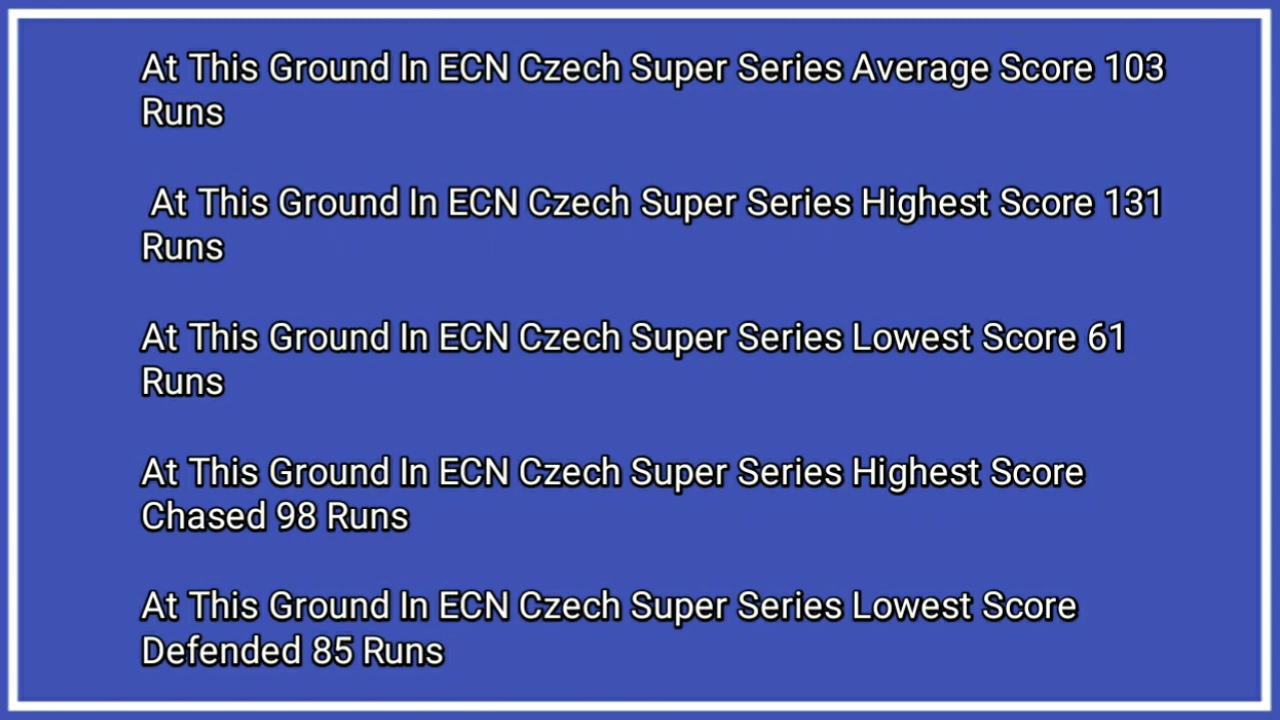 At This Ground In ECN Czech Super Series Average Score 103
Runs
At This Ground In ECN Czech Super Series Highest Score 131
Runs
At This Ground In ECN Czech Super Series Lowest Score 61
Runs
At This Ground In ECN Czech Super Series Highest Score
Chased 98 Runs
At This Ground In ECN Czech Super Series Lowest Score
Defended 85 Runs